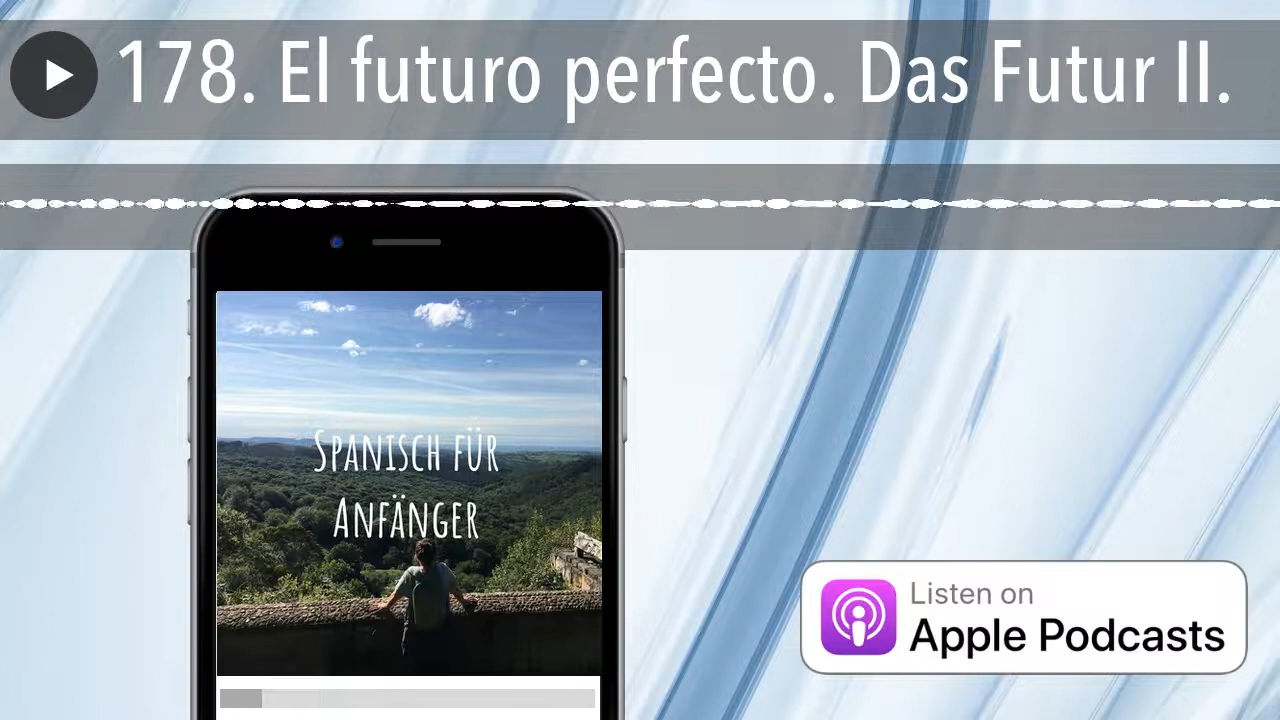 178. El futuro perfecto. Das Futur II.
Spanisch für
Anfänger
Listen on
Apple Podcasts